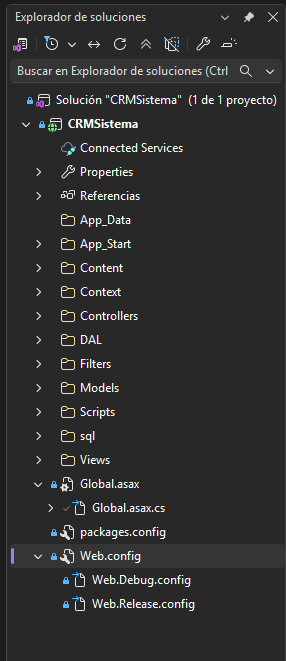 Explorador de soluciones
Buscar en Explorador de soluciones (Ctrl
Solución "CRMSistema" (1 de 1 proyecto)
CRMSistema
Connected Services
Properties
Referencias
App_Data
App_Start
Content
Context
Controllers
DAL
Filters
Models
Scripts
sql
Views
Global.asax
Global.asax.cs
packages.config
Web.config
Web.Debug.config
Web.Release.config